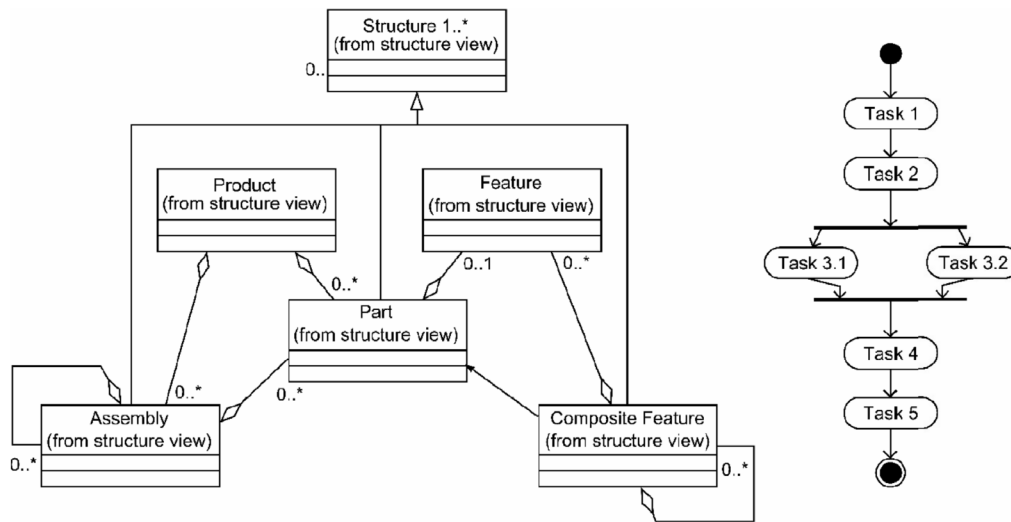 Structure 1..*
(from structure view)
0..
Product
(from structure view)
Feature
(from structure view)
0..*
0..1
0..*
Part
(from structure view)
0..*
0..*
Assembly
(from structure view)
0..*
Composite Feature
(from structure view)
0..*
Task 1
Task 2
Task 3.1
Task 3.2
Task 4
Task 5